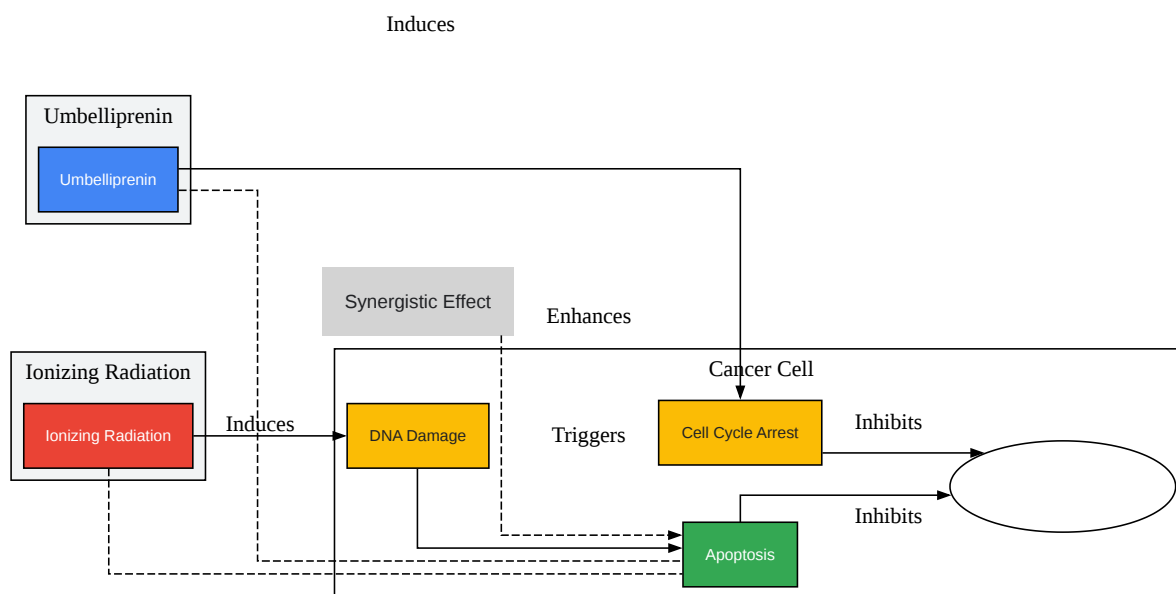 Induces
Umbelliprenin
Umbelliprenin
Synergistic Effect
Enhances
Ionizing Radiation
Cancer Cell
Ionizing Radiation
Induces
DNA Damage
Triggers
Cell Cycle Arrest
Inhibits
Inhibits
Apoptosis